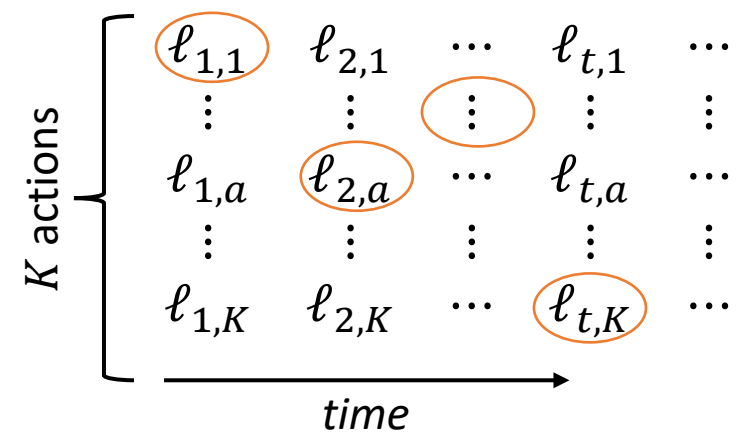 ℓ1,1 ℓ2,1 ⋯ ℓt,1 ⋯
⋮ ⋮ ⋮ ⋮ ⋮
K actions
ℓ1,a ℓ2,a ⋯ ℓt,a ⋯
⋮ ⋮ ⋮ ⋮ ⋮
ℓ1,K ℓ2,K ⋯ ℓt,K ⋯
time